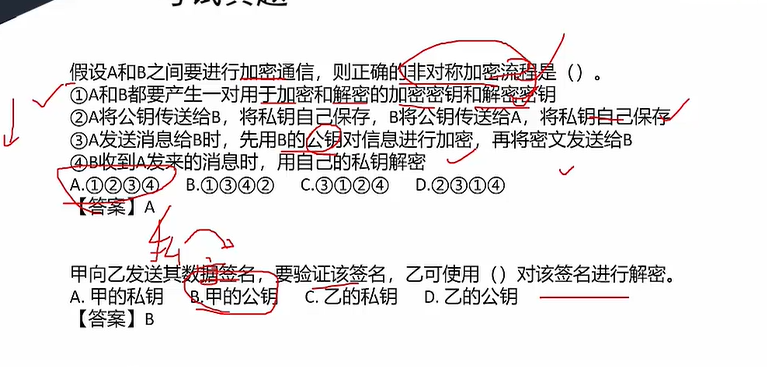 考试真题
假设A和B之间要进行加密通信，则正确的非对称加密流程是（）。
①A和B都要产生一对用于加密和解密的加密密钥和解密密钥
②A将公钥传送给B，将私钥自己保存，B将公钥传送给A，将私钥自己保存
③A发送消息给B时，先用B的公钥对信息进行加密，再将密文发送给B
④B收到A发来的消息时，用自己的私钥解密
A.①②③④ B.①③④② C.③①②④ D.②③①④
【答案】A
甲向乙发送其数据签名，要验证该签名，乙可使用（）对该签名进行解密。
A. 甲的私钥 B.甲的公钥 C. 乙的私钥 D. 乙的公钥
【答案】B